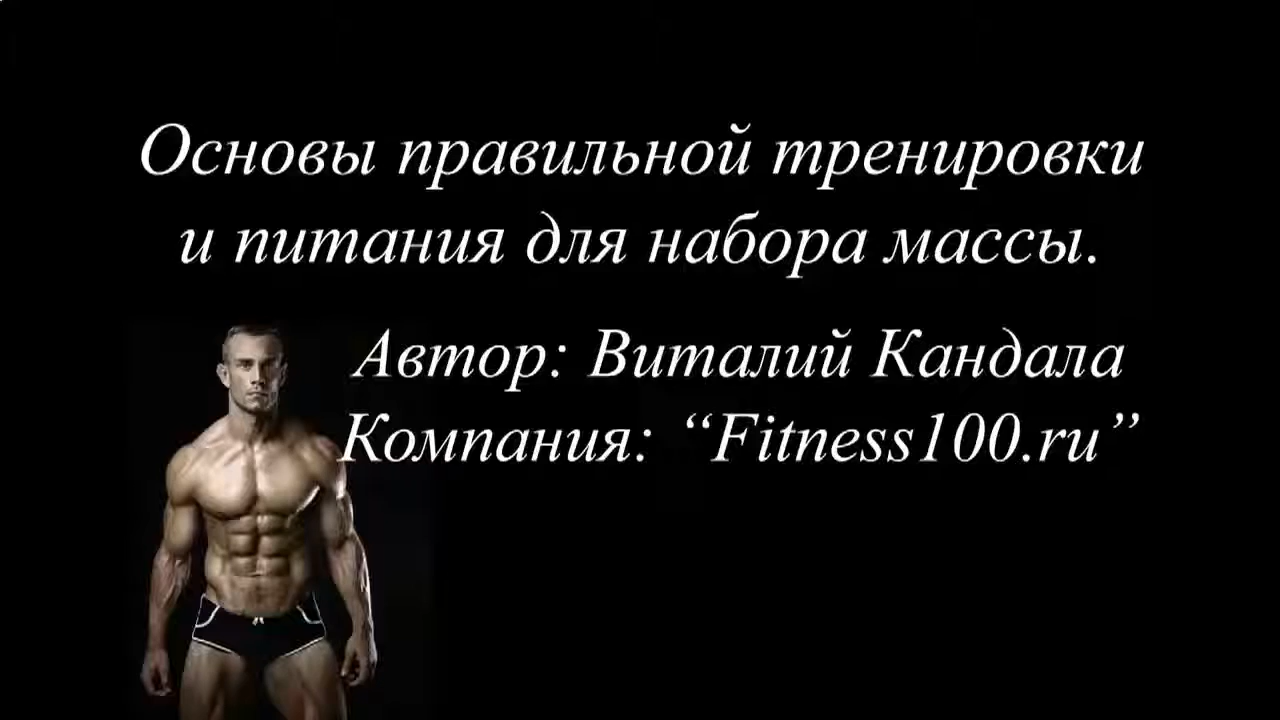 Основы правильной тренировки
и питания для набора массы.
Автор: Виталий Кандала
Компания: “Fitness100.ru”